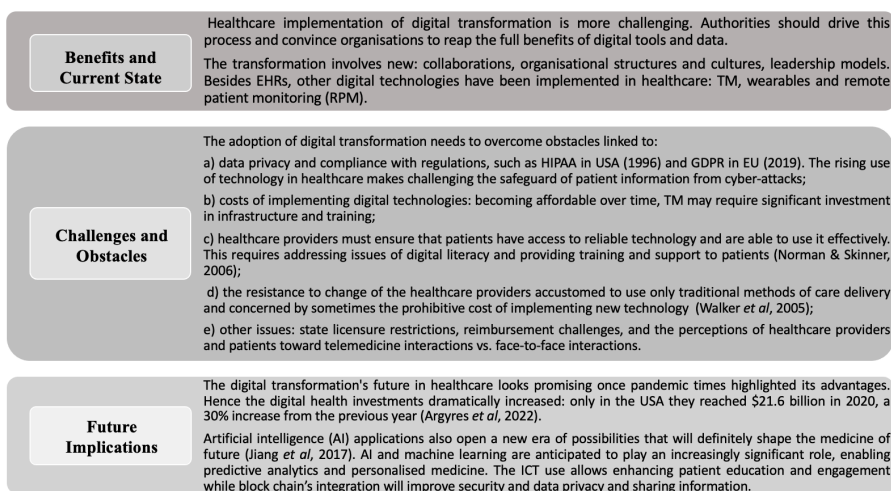 Benefits and
Current State
Healthcare implementation of digital transformation is more challenging. Authorities should drive this
process and convince organisations to reap the full benefits of digital tools and data.
The transformation involves new: collaborations, organisational structures and cultures, leadership models.
Besides EHRs, other digital technologies have been implemented in healthcare: TM, wearables and remote
patient monitoring (RPM).
Challenges and
Obstacles
The adoption of digital transformation needs to overcome obstacles linked to:
a) data privacy and compliance with regulations, such as HIPAA in USA (1996) and GDPR in EU (2019). The rising use
of technology in healthcare makes challenging the safeguard of patient information from cyber-attacks;
b) costs of implementing digital technologies: becoming affordable over time, TM may require significant investment
in infrastructure and training;
c) healthcare providers must ensure that patients have access to reliable technology and are able to use it effectively.
This requires addressing issues of digital literacy and providing training and support to patients (Norman & Skinner,
2006);
d) the resistance to change of the healthcare providers accustomed to use only traditional methods of care delivery
and concerned by sometimes the prohibitive cost of implementing new technology (Walker et al, 2005);
e) other issues: state licensure restrictions, reimbursement challenges, and the perceptions of healthcare providers
and patients toward telemedicine interactions vs. face-to-face interactions.
Future
Implications
The digital transformation's future in healthcare looks promising once pandemic times highlighted its advantages.
Hence the digital health investments dramatically increased: only in the USA they reached $21.6 billion in 2020, a
30% increase from the previous year (Argyres et al, 2022).
Artificial intelligence (AI) applications also open a new era of possibilities that will definitely shape the medicine of
future (Jiang et al, 2017). AI and machine learning are anticipated to play an increasingly significant role, enabling
predictive analytics and personalised medicine. The ICT use allows enhancing patient education and engagement
while block chain's integration will improve security and data privacy and sharing information.